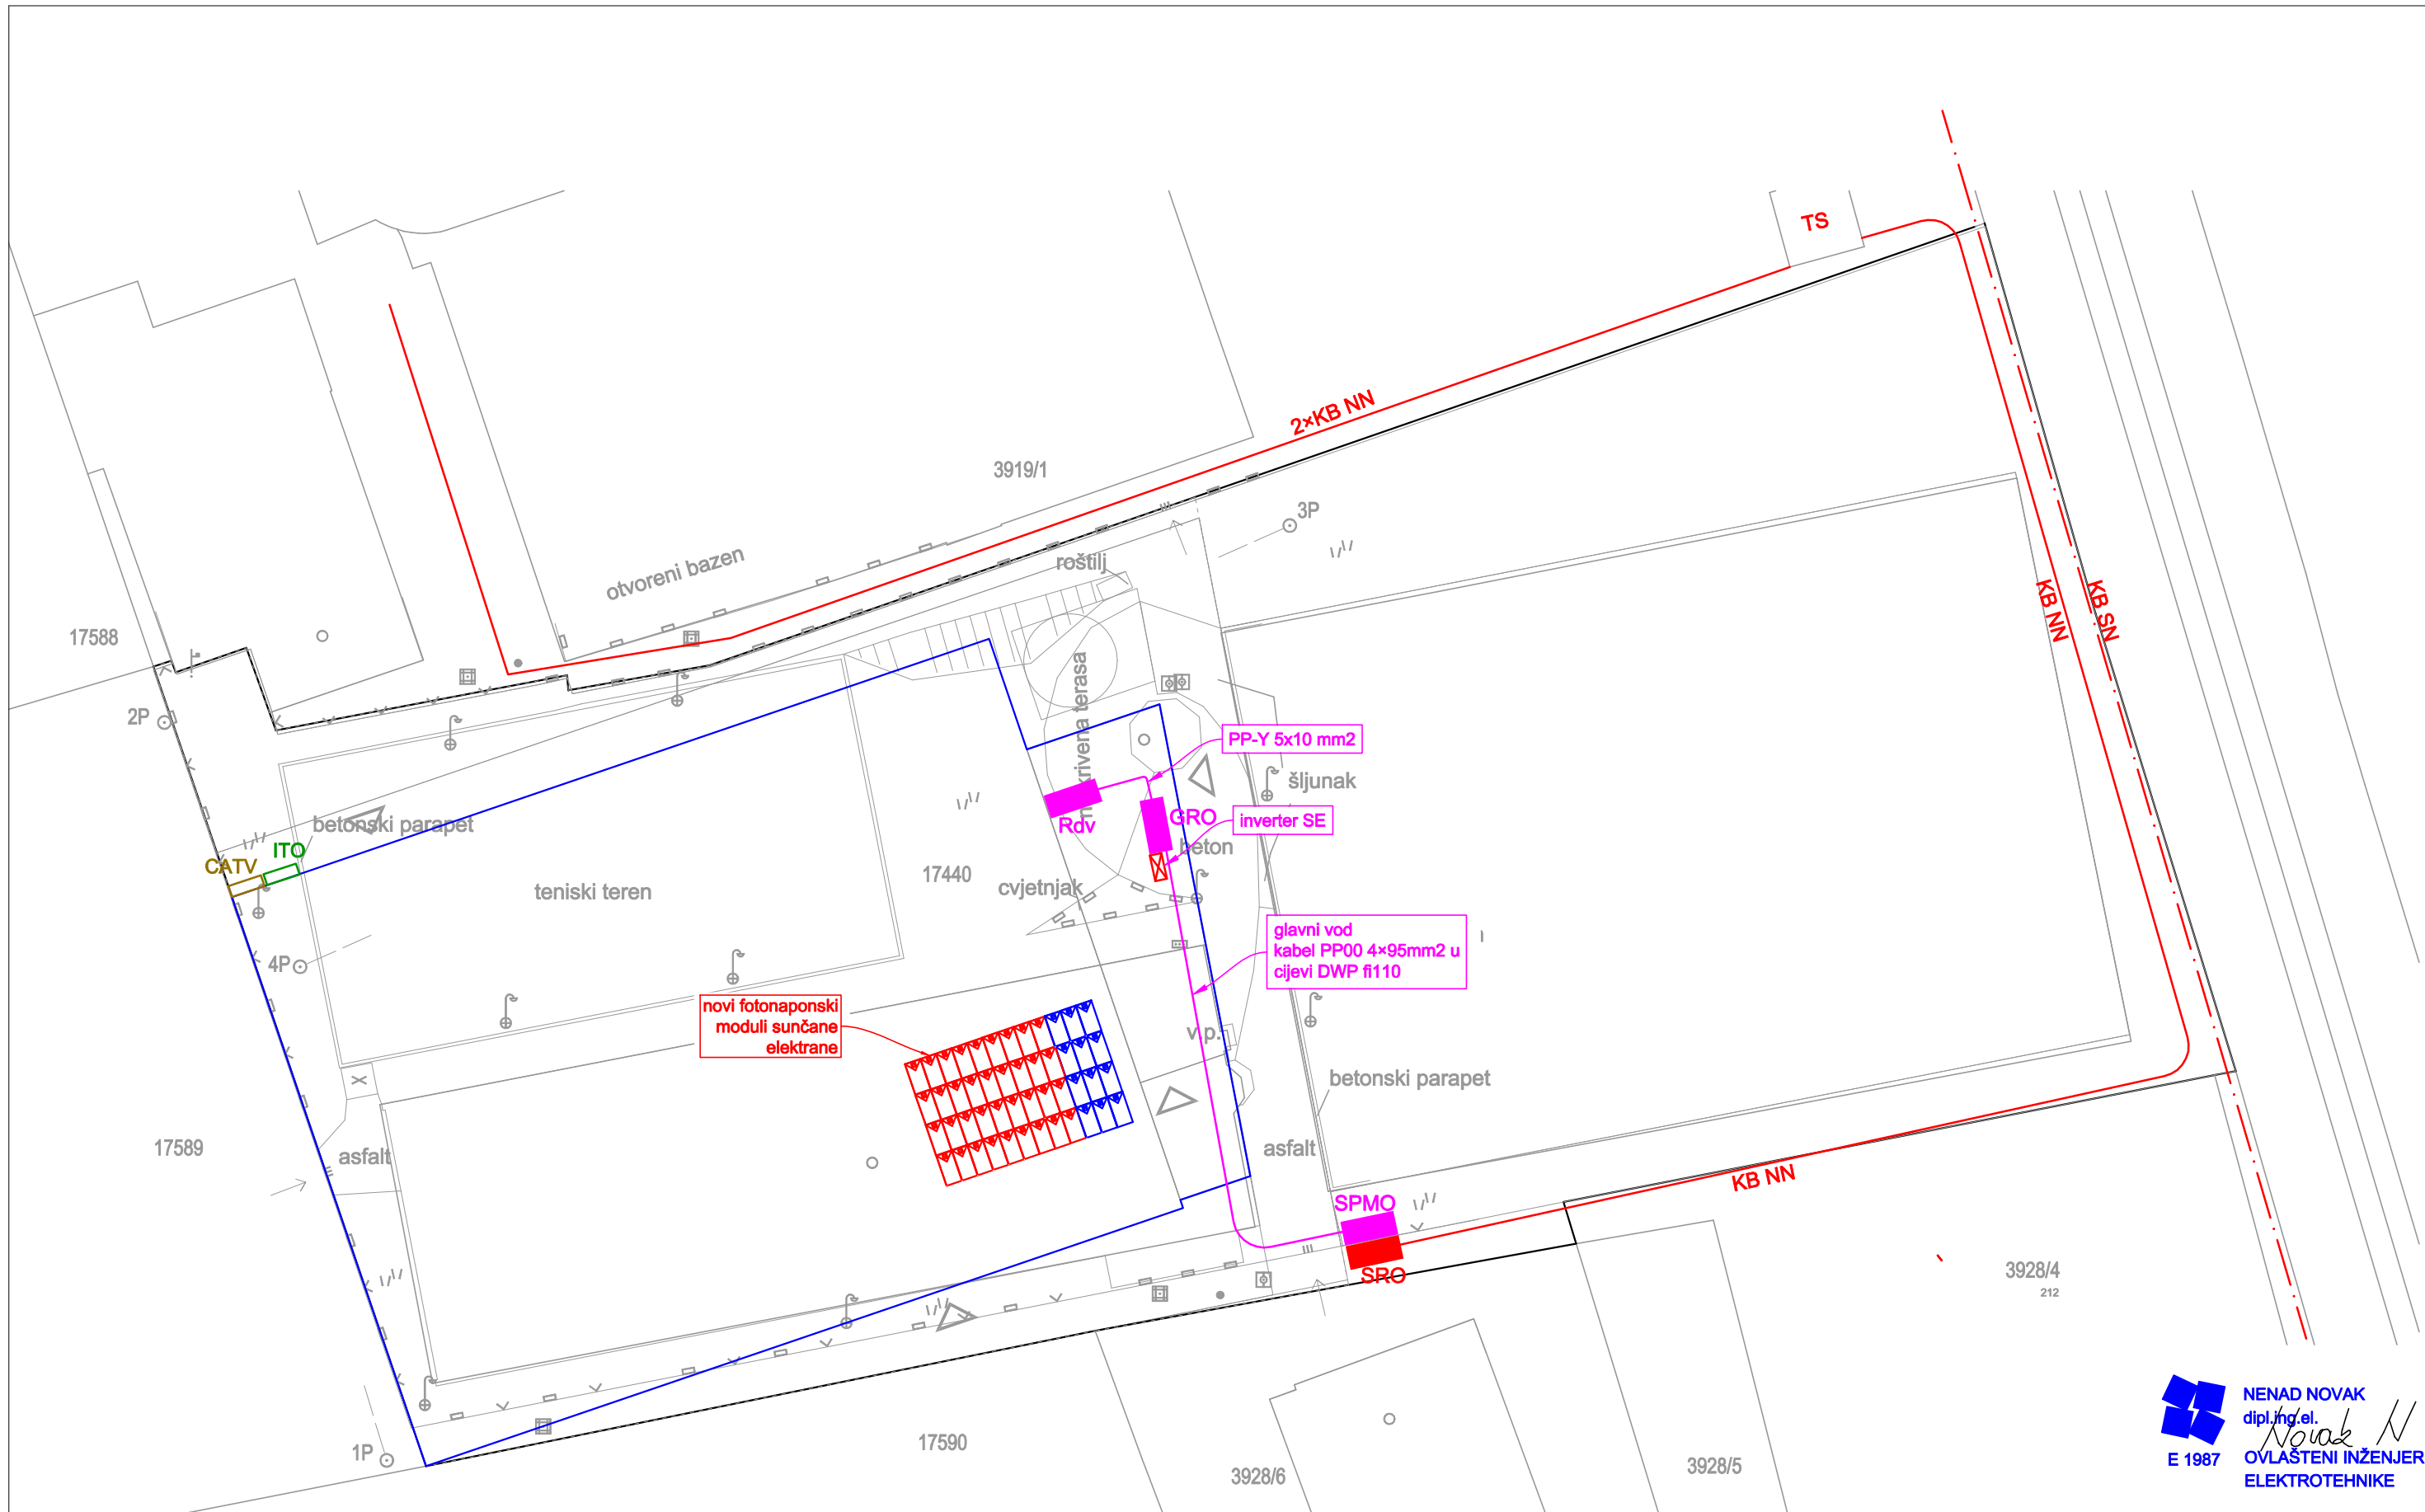 TS
2×KB NN
3919/1
3P
roštilj
otvoreni bazen
17588
KB NN
KB SN
2P
PP-Y 5x10 mm2
šljunak
betonski parapet
Rdv
GRO
inverter SE
ITO
beton
CATV
17440
teniski teren
cvjetnjak
glavni vod
kabel PP00 4×95mm2 u
cijevi DWP fi110
4P
novi fotonaponski
moduli sunčane
elektrane
v.p.
betonski parapet
17589
asfalt
asfalt
KB NN
SPMO
SRO
3928/4
212
NENAD NOVAK
dipl.ing.el.
Novak N
E 1987
OVLAŠTENI INŽENJER
ELEKTROTEHNIKE
1P
17590
3928/6
3928/5